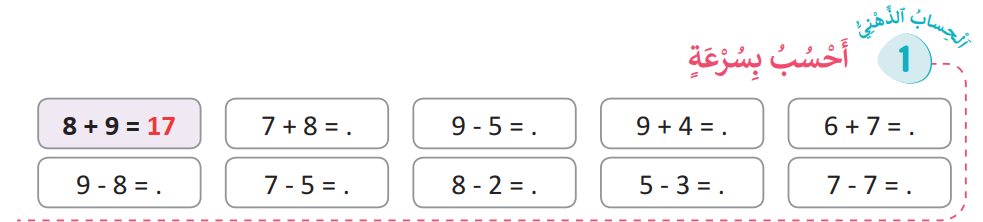 اَلْحِسابُ ٱلذِّهْنِيُّ
1
أَحْسُبُ بِسُرْعَةٍ
8 + 9 = 17
7 + 8 = .
9 - 5 = .
9 + 4 = .
6 + 7 = .
9 - 8 = .
7 - 5 = .
8 - 2 = .
5 - 3 = .
7 - 7 = .